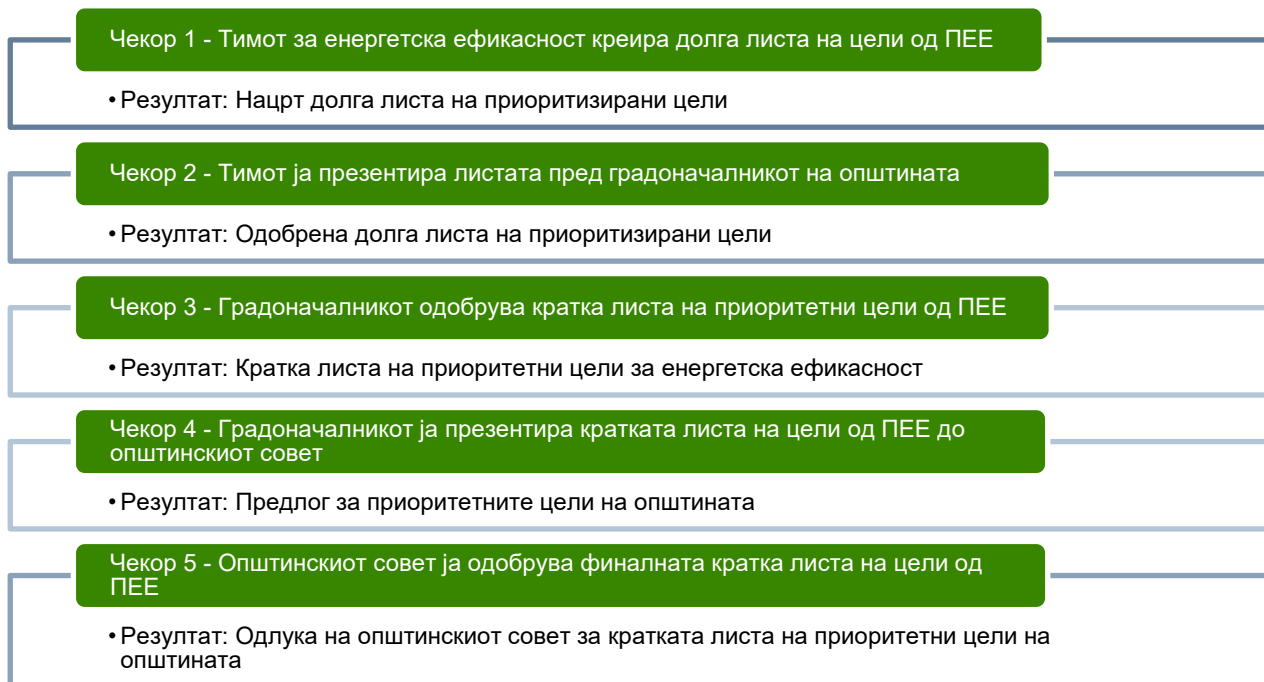 Чекор 1 - Тимот за енергетска ефикасност креира долга листа на цели од ПЕЕ
• Резултат: Нацрт долга листа на приоритизирани цели
Чекор 2 - Тимот ја презентира листата пред градоначалникот на општината
• Резултат: Одобрена долга листа на приоритизирани цели
Чекор 3 - Градоначалникот одобрува кратка листа на приоритетни цели од ПЕЕ
• Резултат: Кратка листа на приоритетни цели за енергетска ефикасност
Чекор 4 - Градоначалникот ја презентира кратката листа на цели од ПЕЕ до
општинскиот совет
• Резултат: Предлог за приоритетните цели на општината
Чекор 5 - Општинскиот совет ја одобрува финалната кратка листа на цели од
ПЕЕ
• Резултат: Одлука на општинскиот совет за кратката листа на приоритетни цели на
општината